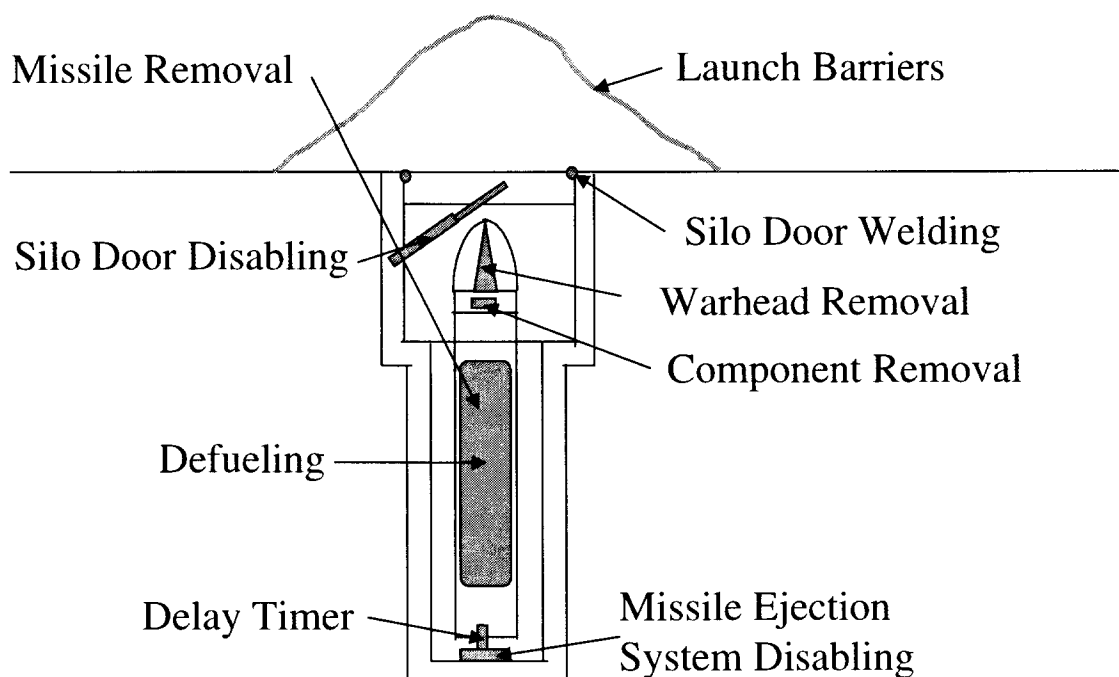 Missile Removal
Launch Barriers
Silo Door Disabling
Silo Door Welding
Warhead Removal
Component Removal
Defueling
Delay Timer
Missile Ejection
System Disabling